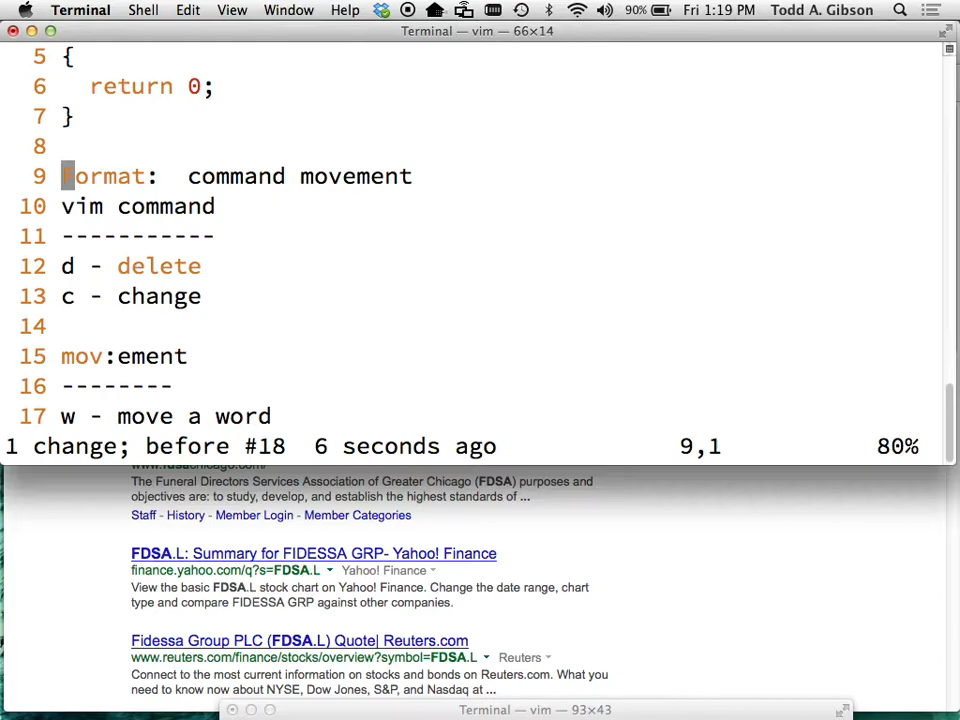 Terminal Shell Edit View Window Help 90% Fri 1:19 PM Todd A. Gibson
Terminal — vim — 66×14
5 {
6 return 0;
7 }
8
9 Format: command movement
10 vim command
11 -----------
12 d - delete
13 c - change
14
15 mov:ement
16 --------
17 w - move a word
1 change; before #18 6 seconds ago 9,1 80%
www.fdsachicago.com/
The Funeral Directors Services Association of Greater Chicago (FDSA) purposes and
objectives are: to study, develop, and establish the highest standards of ...
Staff - History - Member Login - Member Categories
FDSA.L: Summary for FIDESSA GRP- Yahoo! Finance
finance.yahoo.com/q?s=FDSA.L Yahoo! Finance
View the basic FDSA.L stock chart on Yahoo! Finance. Change the date range, chart
type and compare FIDESSA GRP against other companies.
Fidessa Group PLC (FDSA.L) Quote| Reuters.com
www.reuters.com/finance/stocks/overview?symbol=FDSA.L Reuters
Connect to the most current information on stocks and bonds on Reuters.com. What you
need to know now about NYSE, Dow Jones, S&P, and Nasdaq at ...
Terminal — vim — 93×43